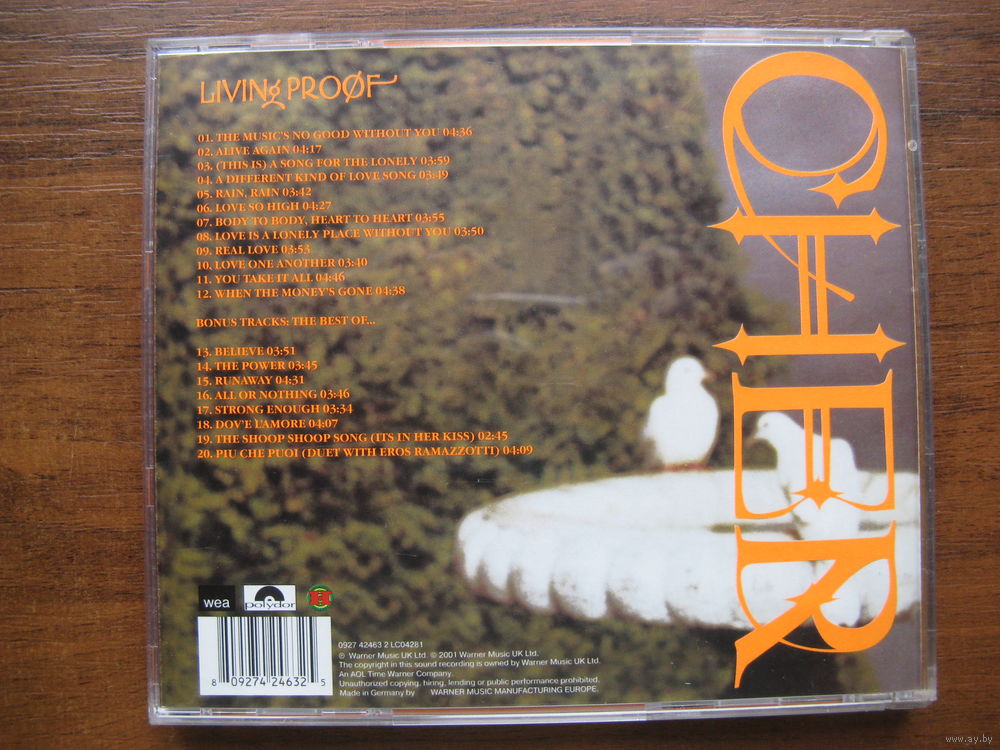 LIVING PROØF
01. THE MUSIC'S NO GOOD WITHOUT YOU 04:36
02. ALIVE AGAIN 04:17
03. (THIS IS) A SONG FOR THE LONELY 03:59
04. A DIFFERENT KIND OF LOVE SONG 03:49
05. RAIN, RAIN 03:42
06. LOVE SO HIGH 04:27
07. BODY TO BODY, HEART TO HEART 03:55
08. LOVE IS A LONELY PLACE WITHOUT YOU 03:50
09. REAL LOVE 03:53
10. LOVE ONE ANOTHER 03:40
11. YOU TAKE IT ALL 04:46
12. WHEN THE MONEY'S GONE 04:38
BONUS TRACKS: THE BEST OF...
13. BELIEVE 03:51
14. THE POWER 03:45
15. RUNAWAY 04:31
16. ALL OR NOTHING 03:46
17. STRONG ENOUGH 03:34
18. DOV'E L'AMORE 04:07
19. THE SHOOP SHOOP SONG (ITS IN HER KISS) 02:45
20. PIU CHE PUOI (DUET WITH EROS RAMAZZOTTI) 04:09
CHER
wea
polydor
8 09274 24632 5
0927 42463 2 LC04281
℗ Warner Music UK Ltd. © 2001 Warner Music UK Ltd.
The copyright in this sound recording is owned by Warner Music UK Ltd.
An AOL Time Warner Company.
Unauthorized copying, hiring, lending or public performance prohibited.
Made in Germany by WARNER MUSIC MANUFACTURING EUROPE.
www.ay.by